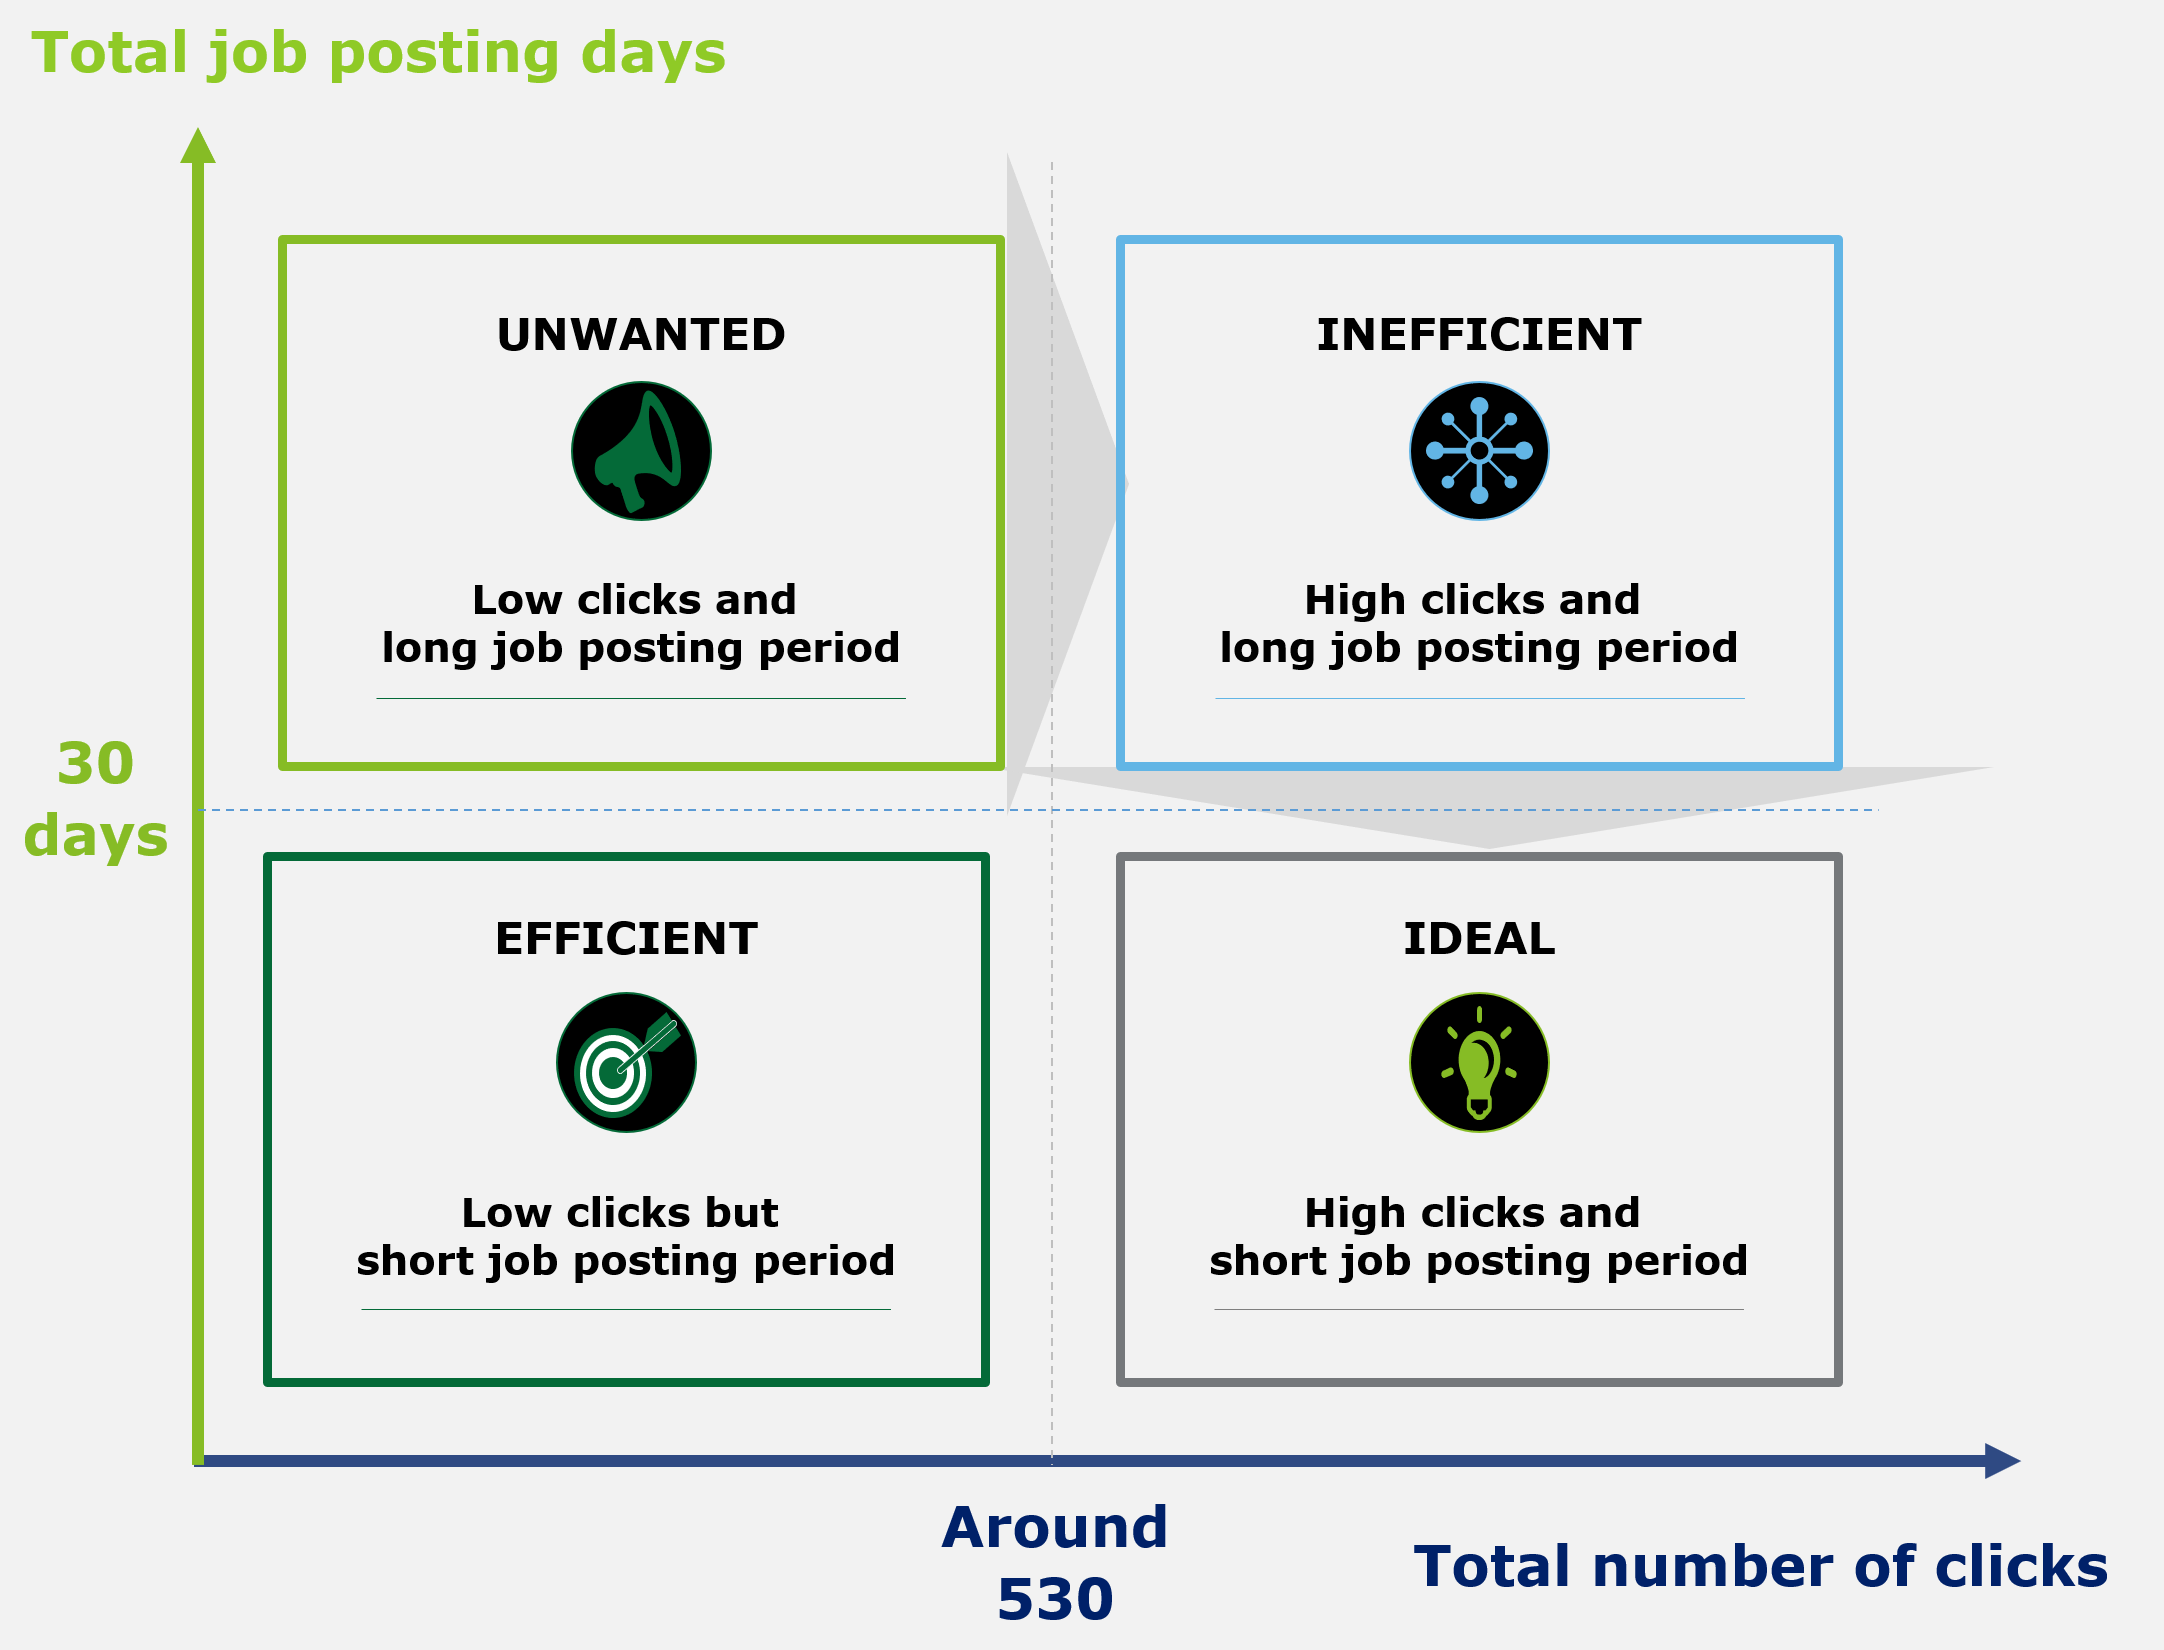 Total job posting days
UNWANTED
Low clicks and
long job posting period
INEFFICIENT
High clicks and
long job posting period
30
days
EFFICIENT
Low clicks but
short job posting period
IDEAL
High clicks and
short job posting period
Around
530
Total number of clicks